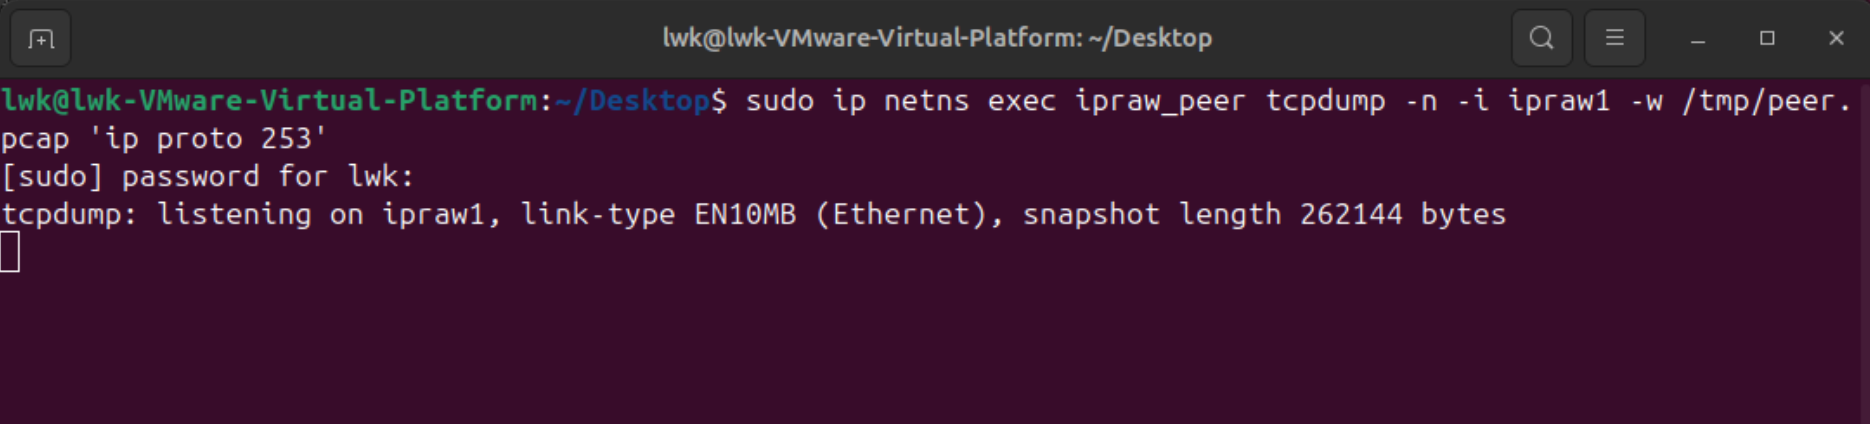 lwk@lwk-VMware-Virtual-Platform: ~/Desktop
lwk@lwk-VMware-Virtual-Platform:~/Desktop$ sudo ip netns exec ipraw_peer tcpdump -n -i ipraw1 -w /tmp/peer.
pcap 'ip proto 253'
[sudo] password for lwk:
tcpdump: listening on ipraw1, link-type EN10MB (Ethernet), snapshot length 262144 bytes